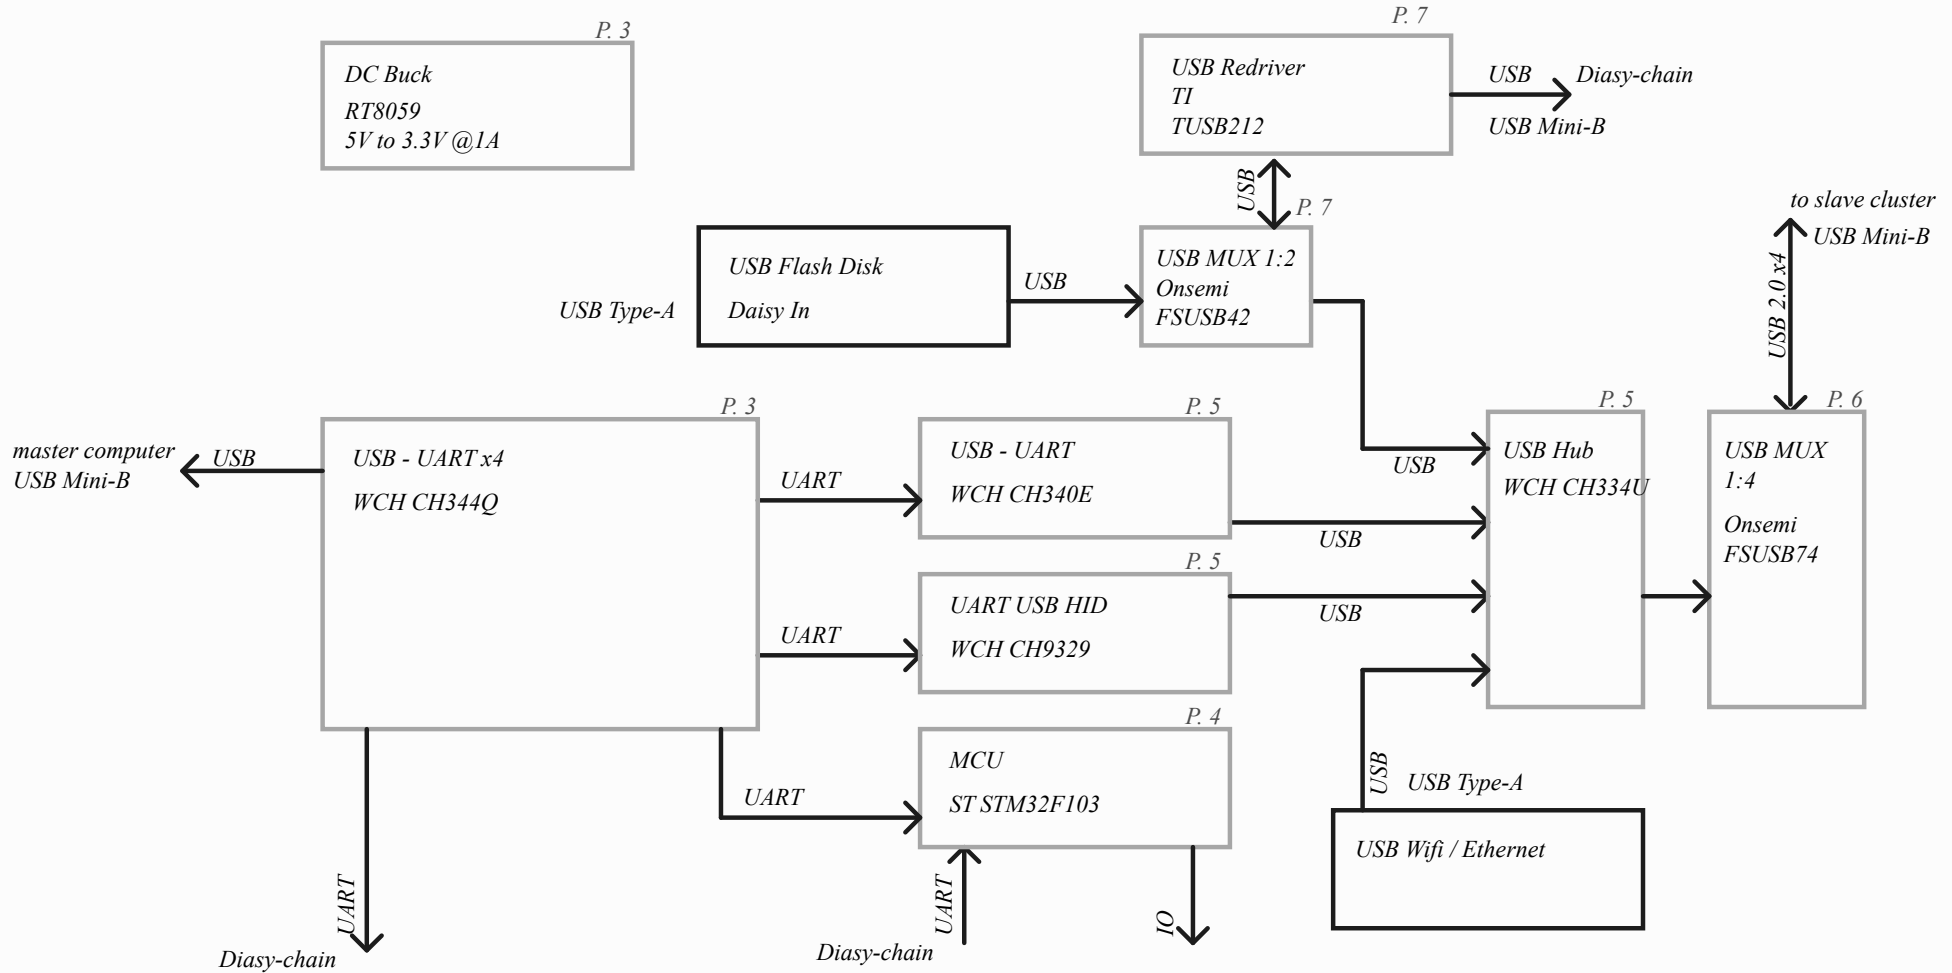 P. 3
DC Buck
RT8059
5V to 3.3V @1A
P. 7
USB Redriver
TI
TUSB212
USB
Diasy-chain
USB Mini-B
USB
P. 7
USB Flash Disk
Daisy In
USB Type-A
USB
USB MUX 1:2
Onsemi
FSUSB42
to slave cluster
USB Mini-B
USB 2.0 x4
P. 3
master computer
USB Mini-B
USB
USB - UART x4
WCH CH344Q
UART
P. 5
USB - UART
WCH CH340E
USB
USB
P. 5
USB Hub
WCH CH334U
P. 6
USB MUX
1:4
Onsemi
FSUSB74
UART
P. 5
UART USB HID
WCH CH9329
USB
P. 4
MCU
ST STM32F103
UART
USB
USB Type-A
USB Wifi / Ethernet
UART
Diasy-chain
UART
Diasy-chain
IO